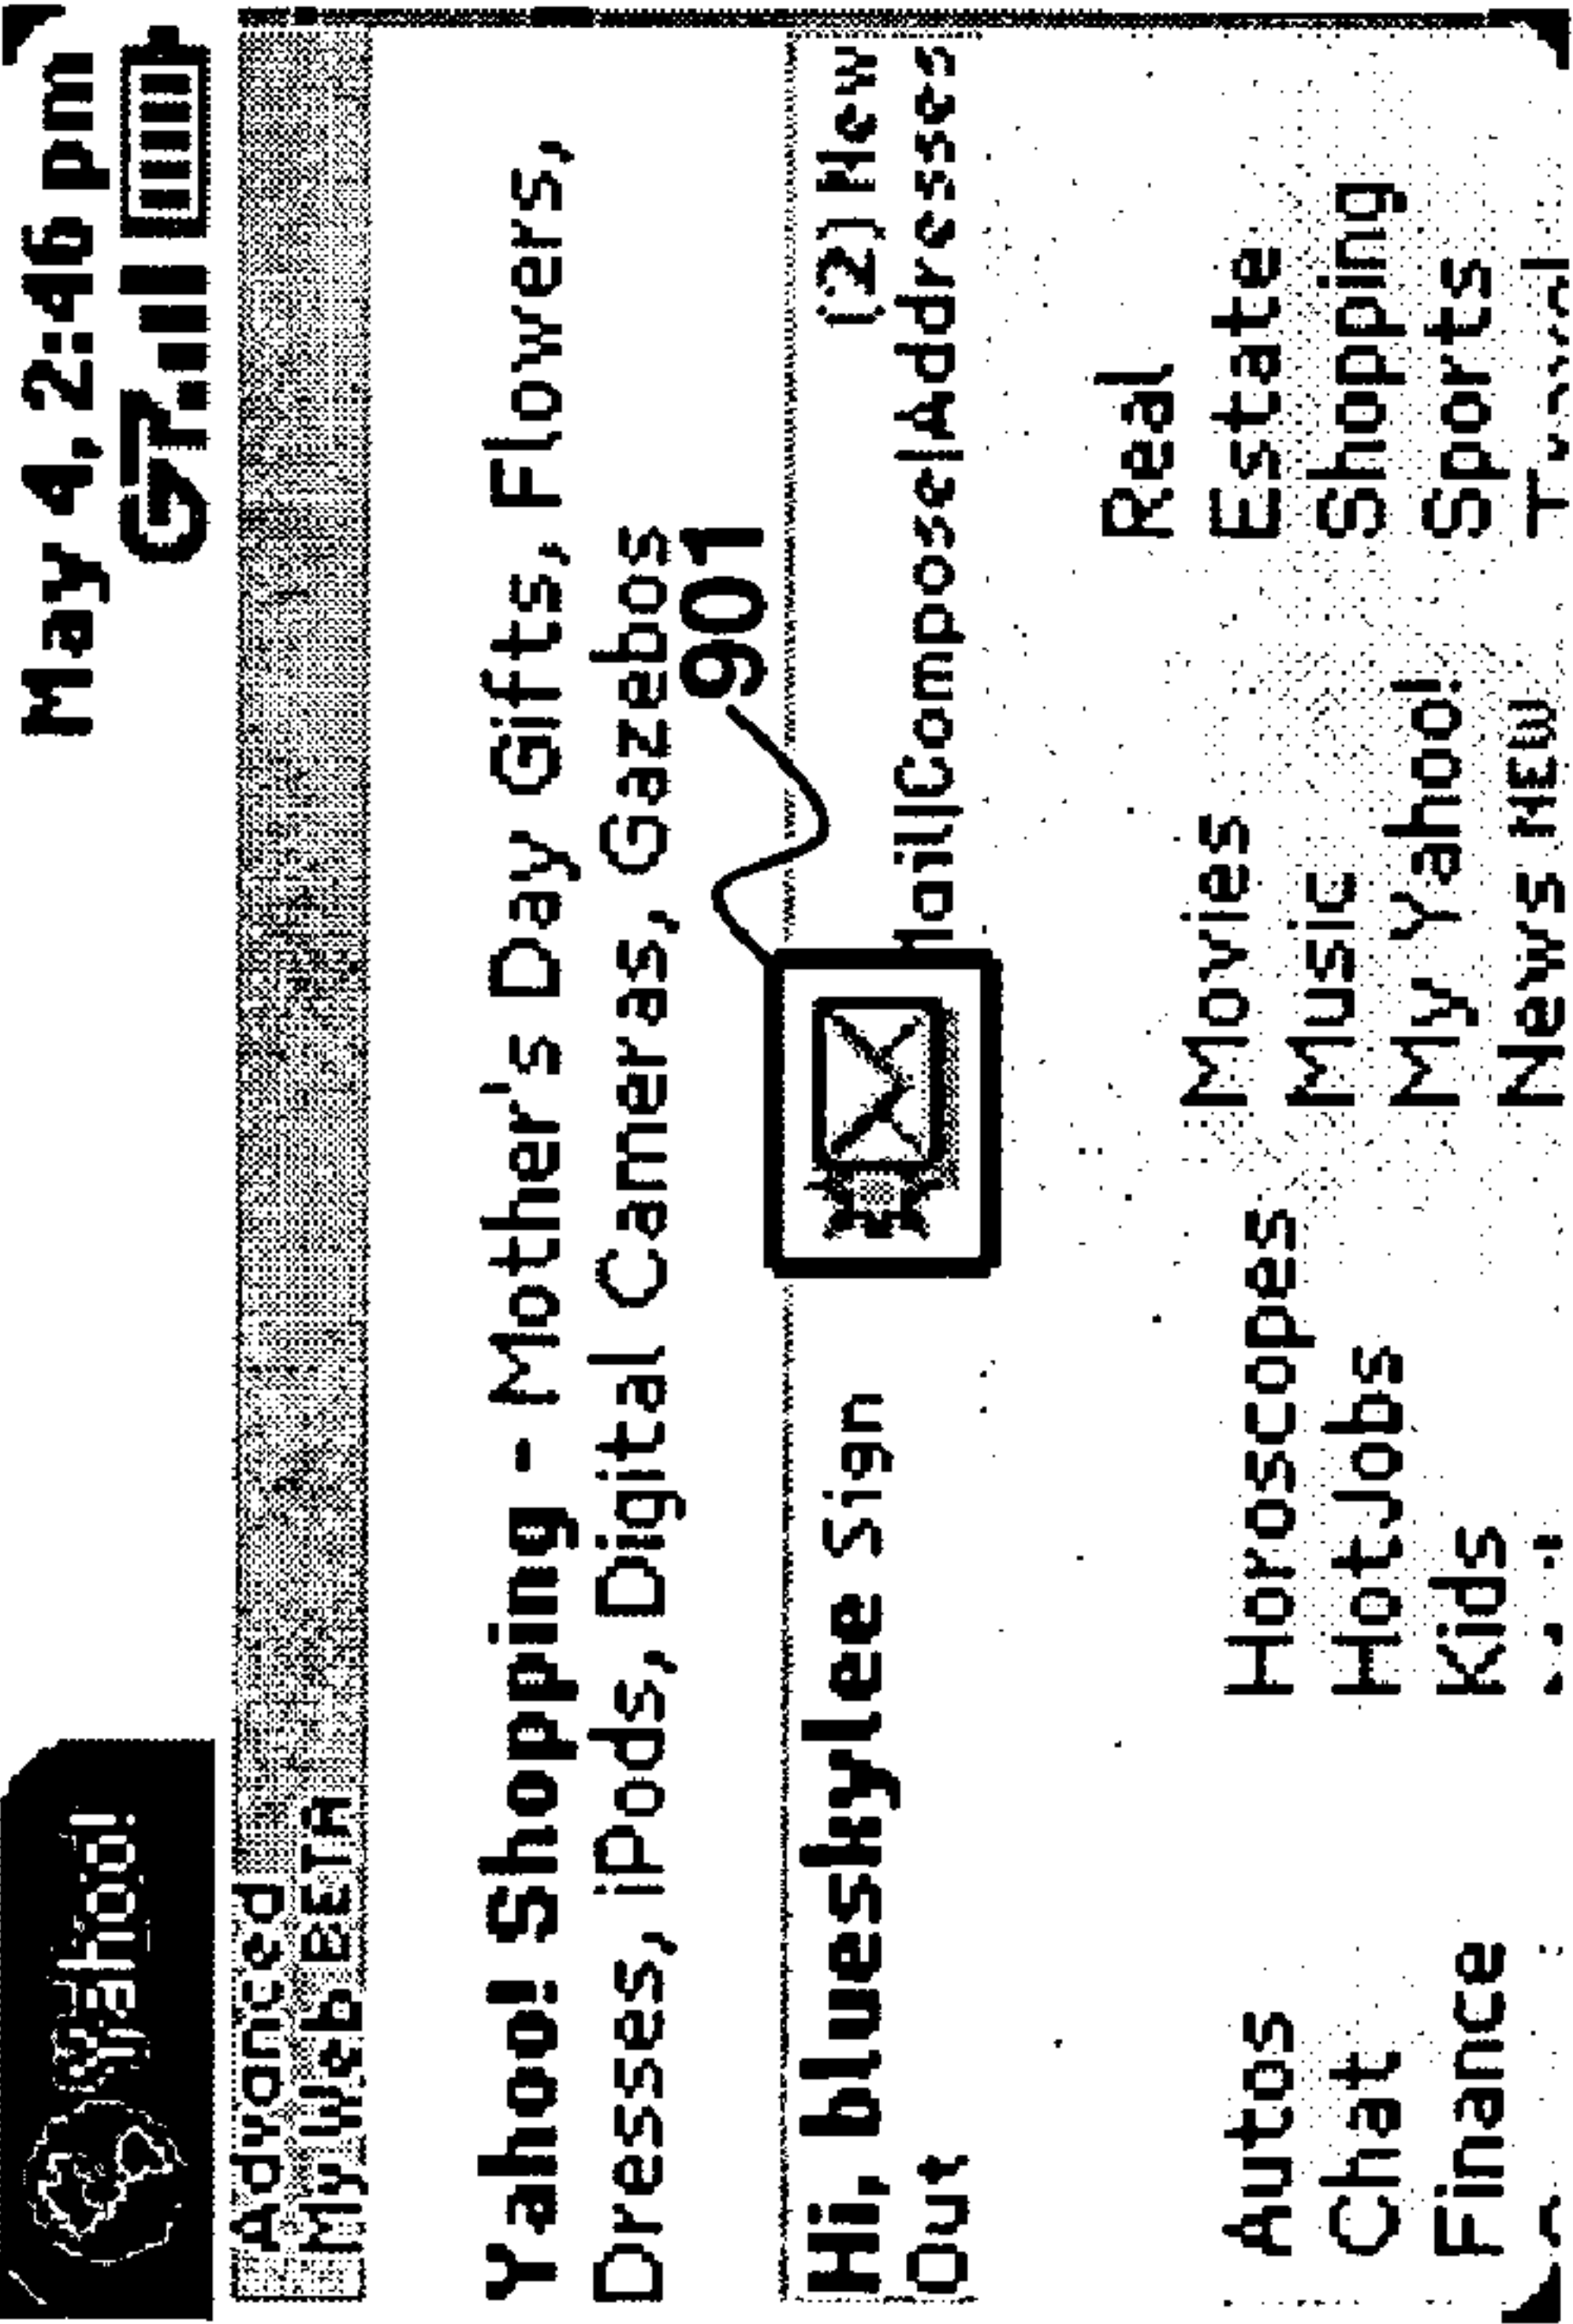 Yahoo!
May 4, 2:46 pm
Advanced
My Web BETA
Yahoo! Shopping - Mother's Day Gifts, Flowers,
Dresses, iPods, Digital Cameras, Gazebos
901
Hi, blueskylee Sign
Out
(2) New
ail|Compose|Addresses
Autos
Chat
Finance
Horoscopes
HotJobs
Kids
Movies
Music
My Yahoo!
News NEW
Real
Estate
Shopping
Sports